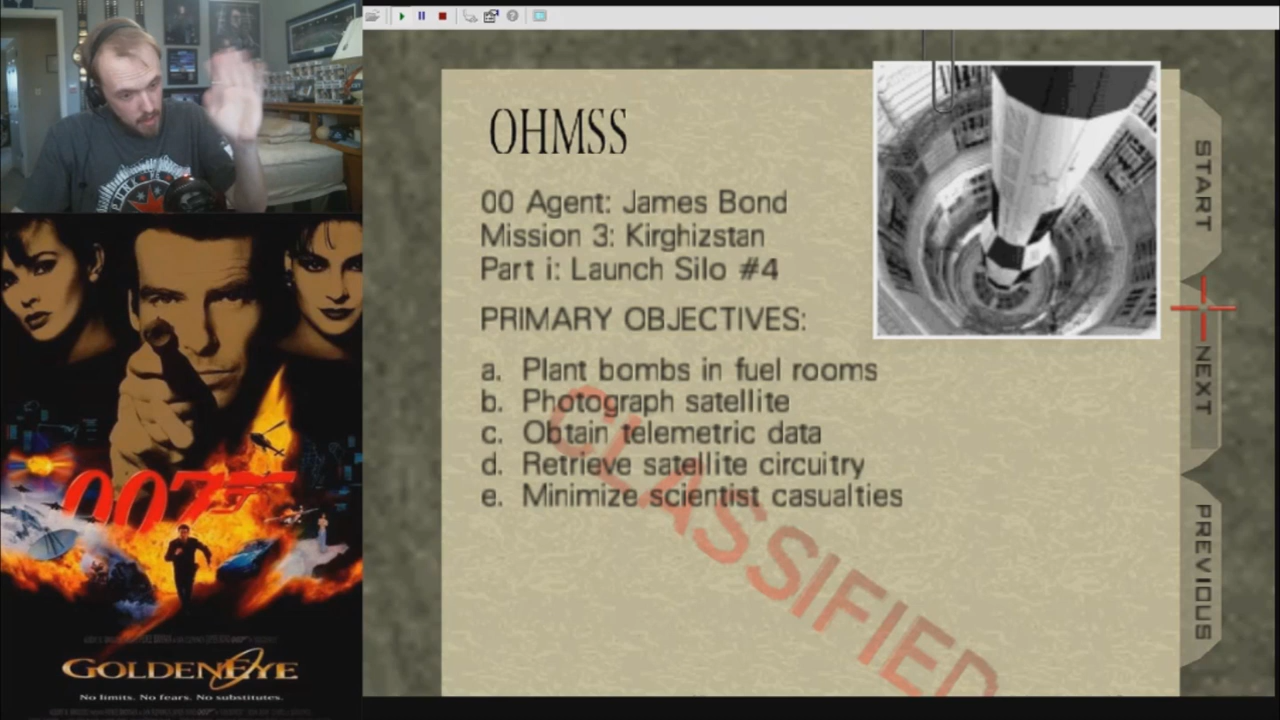 OHMSS
00 Agent: James Bond
Mission 3: Kirghizstan
Part i: Launch Silo #4
PRIMARY OBJECTIVES:
a. Plant bombs in fuel rooms
b. Photograph satellite
c. Obtain telemetric data
d. Retrieve satellite circuitry
e. Minimize scientist casualties
CLASSIFIED
START
NEXT
PREVIOUS
007
GOLDENEYE
No limits. No fears. No substitutes.